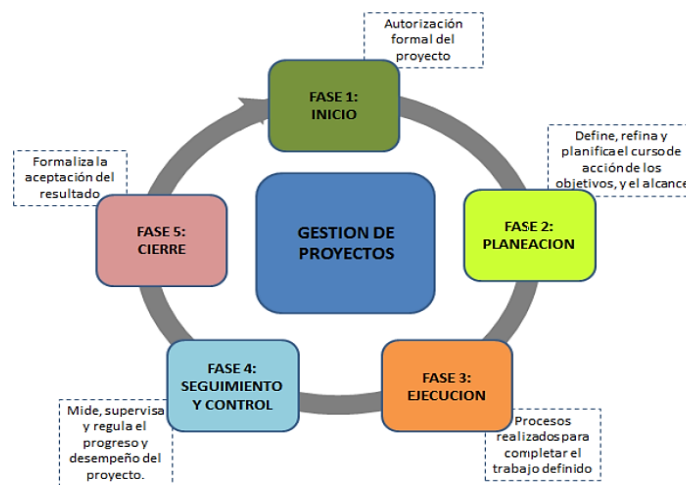 Autorización
formal del
proyecto
FASE 1:
INICIO
Define, refina y
planifica el curso de
acción de los
objetivos, y el alcance
FASE 2:
PLANEACION
GESTION DE
PROYECTOS
Formaliza la
aceptación del
resultado
FASE 5:
CIERRE
FASE 4:
SEGUIMIENTO
Y CONTROL
FASE 3:
EJECUCION
Mide, supervisa
y regula el
progreso y
desempeño del
proyecto.
Procesos
realizados para
completar el
trabajo definido